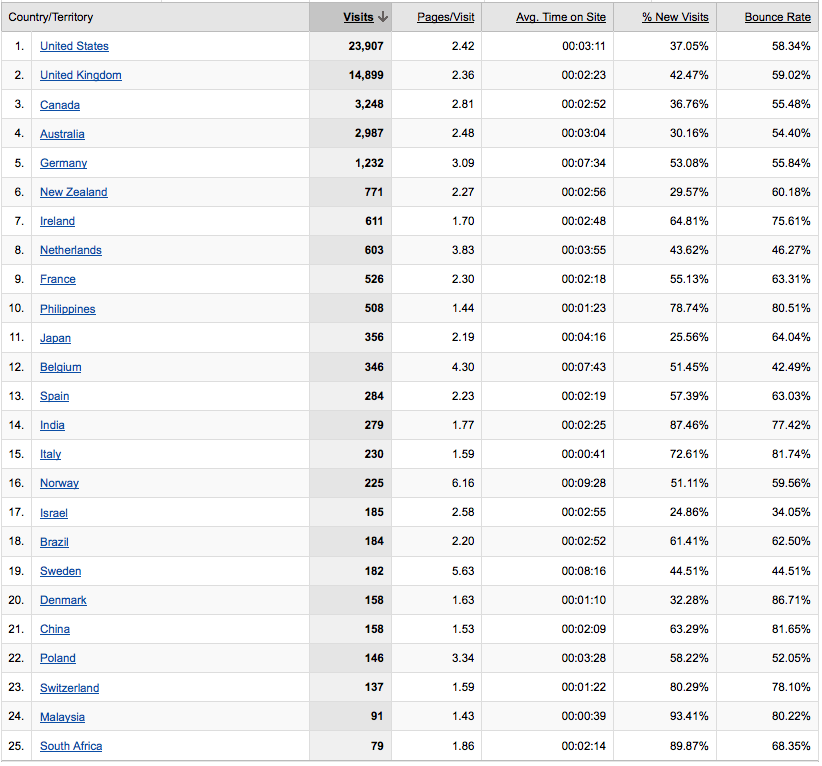 Country/Territory Visits Pages/Visit Avg. Time on Site % New Visits Bounce Rate
1. United States 23,907 2.42 00:03:11 37.05% 58.34%
2. United Kingdom 14,899 2.36 00:02:23 42.47% 59.02%
3. Canada 3,248 2.81 00:02:52 36.76% 55.48%
4. Australia 2,987 2.48 00:03:04 30.16% 54.40%
5. Germany 1,232 3.09 00:07:34 53.08% 55.84%
6. New Zealand 771 2.27 00:02:56 29.57% 60.18%
7. Ireland 611 1.70 00:02:48 64.81% 75.61%
8. Netherlands 603 3.83 00:03:55 43.62% 46.27%
9. France 526 2.30 00:02:18 55.13% 63.31%
10. Philippines 508 1.44 00:01:23 78.74% 80.51%
11. Japan 356 2.19 00:04:16 25.56% 64.04%
12. Belgium 346 4.30 00:07:43 51.45% 42.49%
13. Spain 284 2.23 00:02:19 57.39% 63.03%
14. India 279 1.77 00:02:25 87.46% 77.42%
15. Italy 230 1.59 00:00:41 72.61% 81.74%
16. Norway 225 6.16 00:09:28 51.11% 59.56%
17. Israel 185 2.58 00:02:55 24.86% 34.05%
18. Brazil 184 2.20 00:02:52 61.41% 62.50%
19. Sweden 182 5.63 00:08:16 44.51% 44.51%
20. Denmark 158 1.63 00:01:10 32.28% 86.71%
21. China 158 1.53 00:02:09 63.29% 81.65%
22. Poland 146 3.34 00:03:28 58.22% 52.05%
23. Switzerland 137 1.59 00:01:22 80.29% 78.10%
24. Malaysia 91 1.43 00:00:39 93.41% 80.22%
25. South Africa 79 1.86 00:02:14 89.87% 68.35%